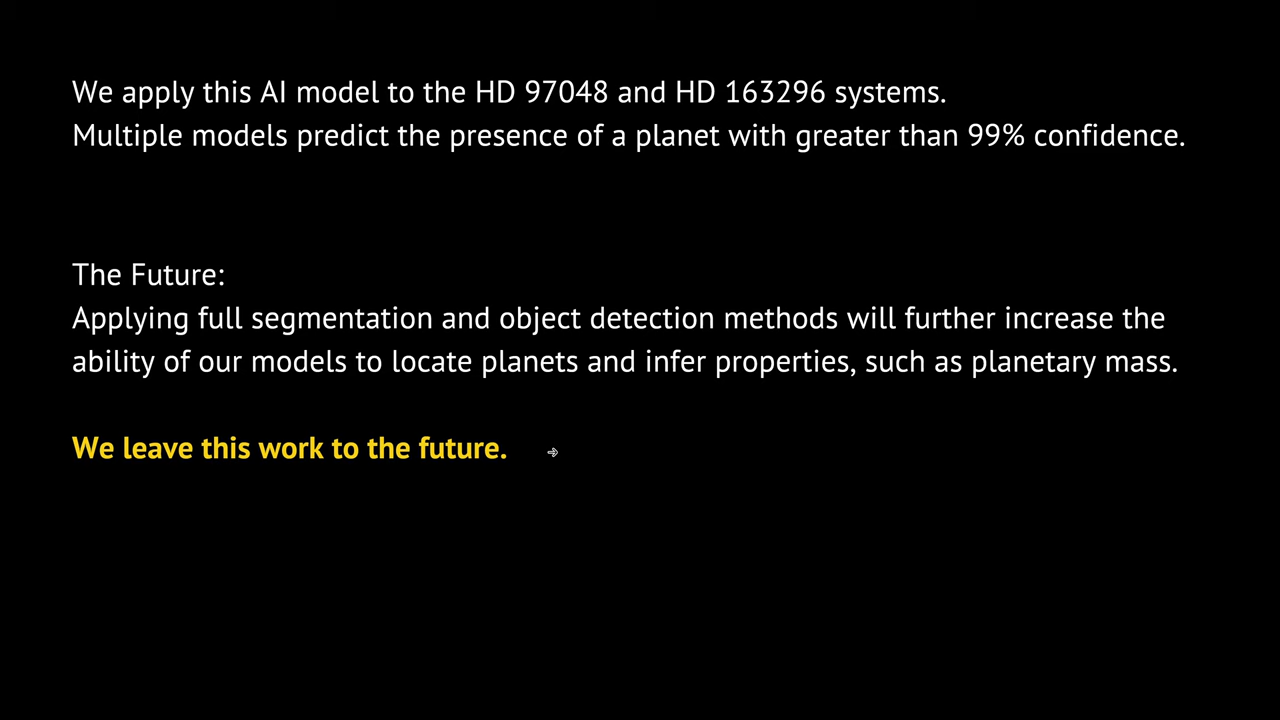 We apply this AI model to the HD 97048 and HD 163296 systems.
Multiple models predict the presence of a planet with greater than 99% confidence.
The Future:
Applying full segmentation and object detection methods will further increase the
ability of our models to locate planets and infer properties, such as planetary mass.
We leave this work to the future.